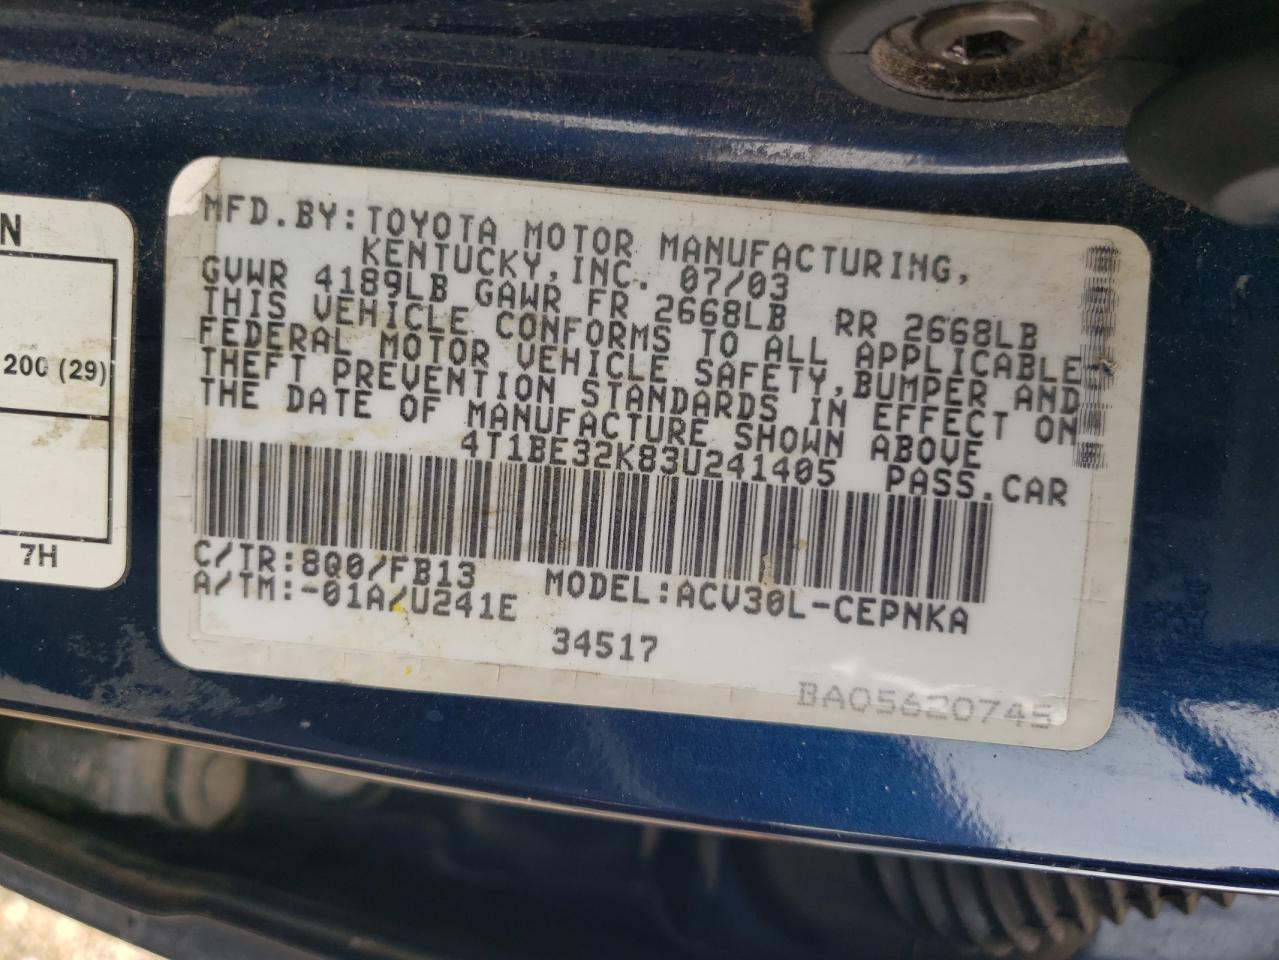 MFD.BY:TOYOTA MOTOR MANUFACTURING,
KENTUCKY,INC. 07/03
GVWR 4189LB GAWR FR 2668LB RR 2668LB
THIS VEHICLE CONFORMS TO ALL APPLICABLE
FEDERAL MOTOR VEHICLE SAFETY,BUMPER AND
THEFT PREVENTION STANDARDS IN EFFECT ON
THE DATE OF MANUFACTURE SHOWN ABOVE
4T1BE32K83U241405 PASS.CAR
C/TR:8Q0/FB13 MODEL:ACV30L-CEPNKA
A/TM:-01A/U241E
34517
BA05620745
N
200 (29)
7H